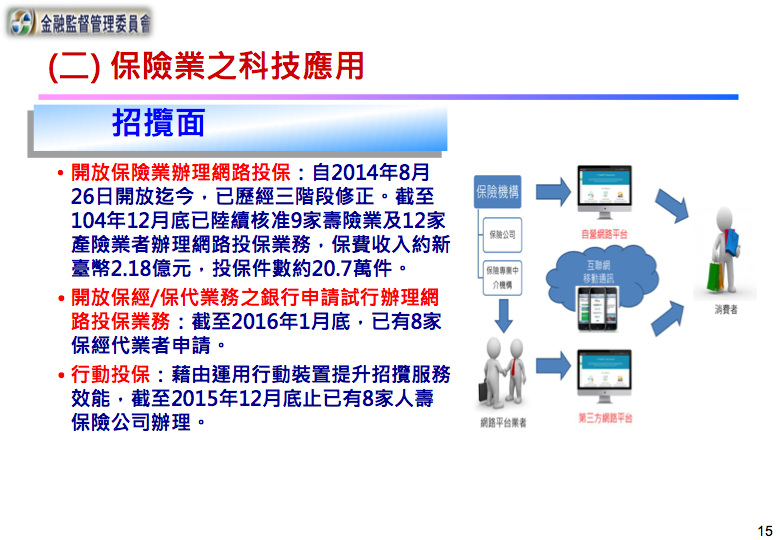 金融監督管理委員會
(二) 保險業之科技應用
招攬面
• 開放保險業辦理網路投保：自2014年8月
26日開放迄今，已歷經三階段修正。截至
104年12月底已陸續核准9家壽險業及12家
產險業者辦理網路投保業務，保費收入約新
臺幣2.18億元，投保件數約20.7萬件。
• 開放保經/保代業務之銀行申請試行辦理網
路投保業務：截至2016年1月底，已有8家
保經代業者申請。
• 行動投保：藉由運用行動裝置提升招攬服務
效能，截至2015年12月底止已有8家人壽
保險公司辦理。
保險機構
保險公司
保險專業中
介機構
網路平台業者
自營網路平台
互聯網
移動通訊
第三方網路平台
消費者
15